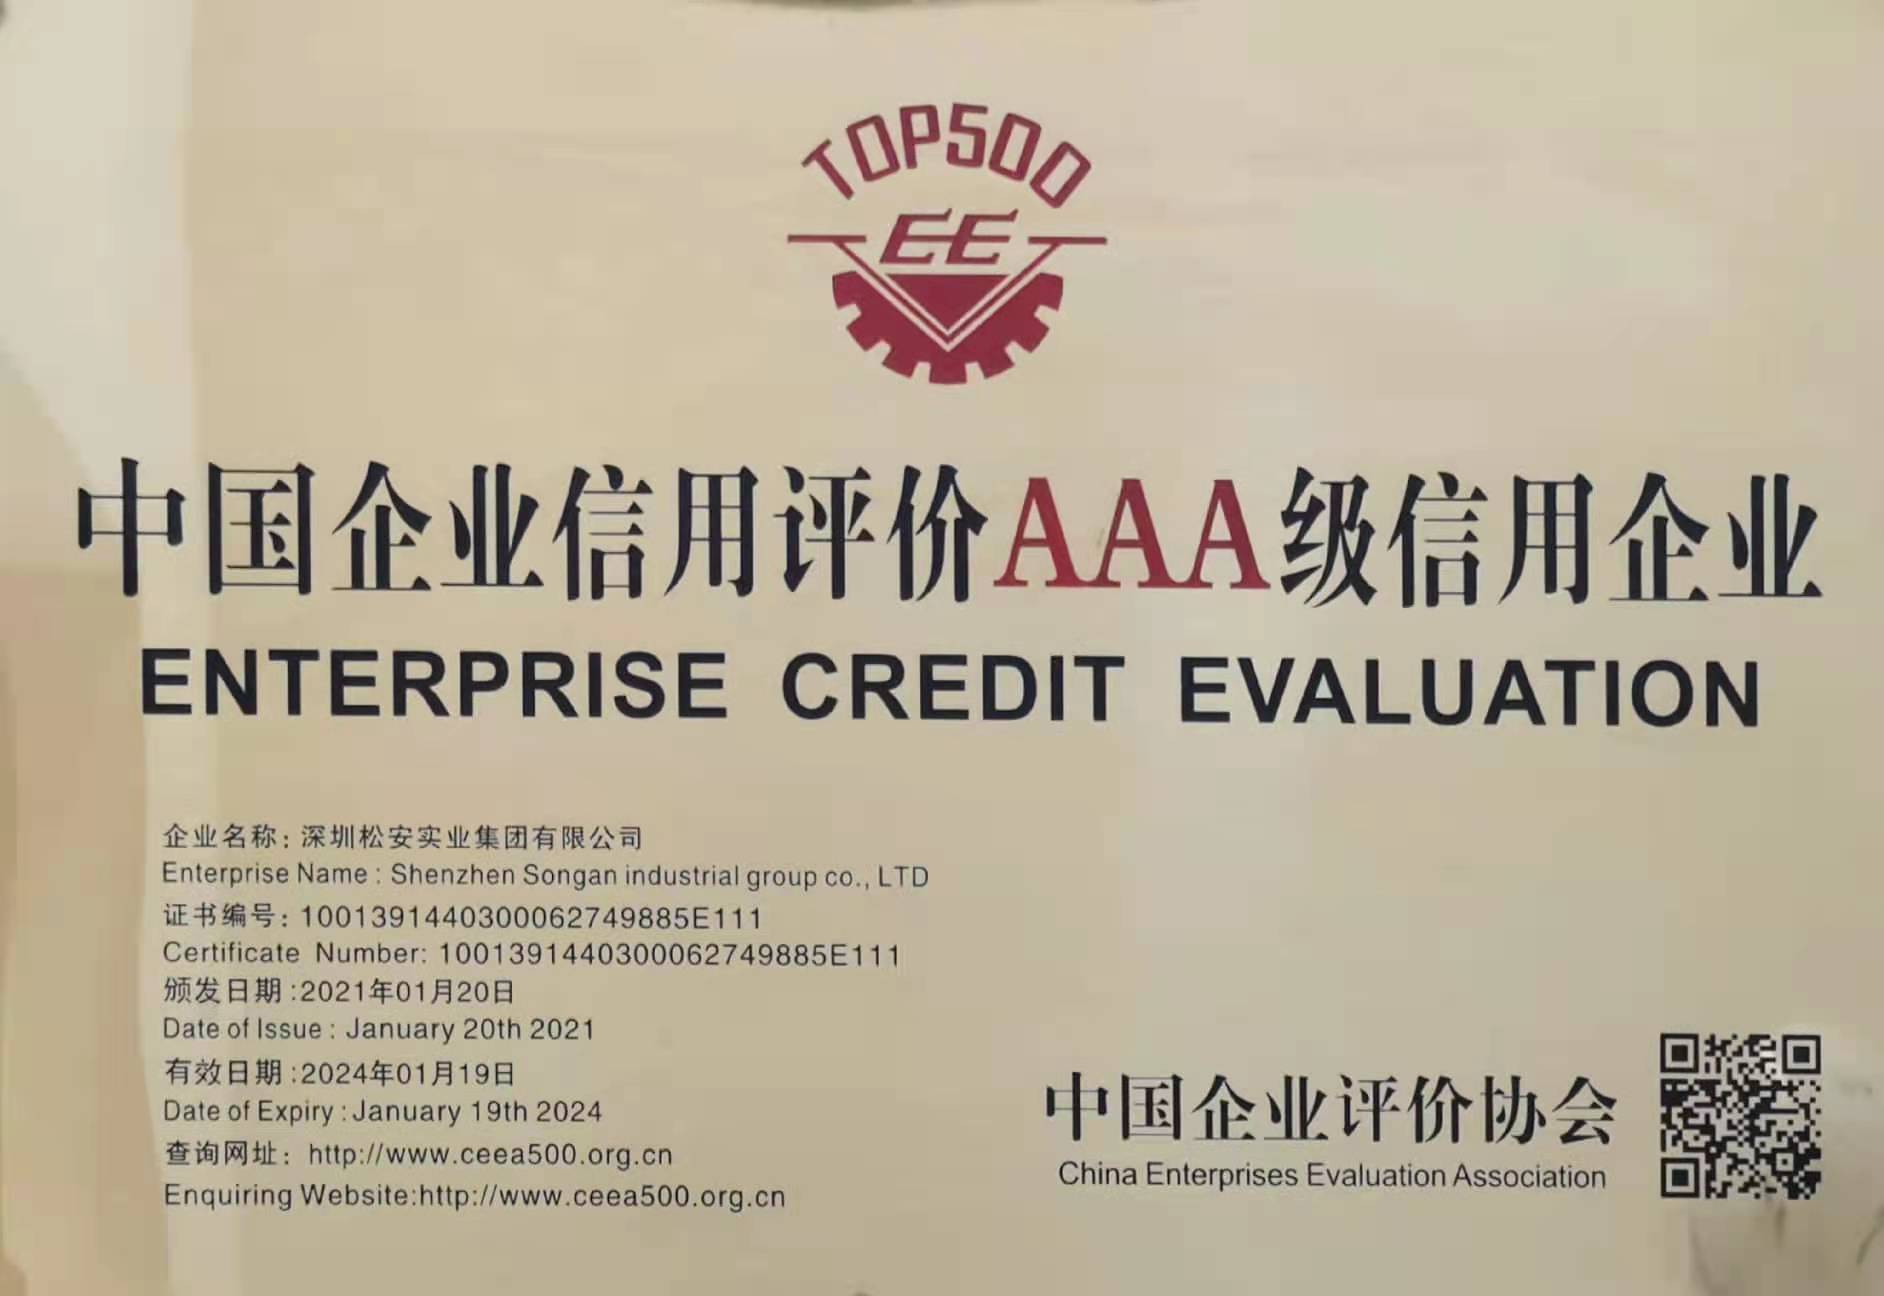 TOP500
EE
中国企业信用评价AAA级信用企业
ENTERPRISE CREDIT EVALUATION
企业名称: 深圳松安实业集团有限公司
Enterprise Name : Shenzhen Songan industrial group co., LTD
证书编号: 10013914403000062749885E111
Certificate Number: 10013914403000062749885E111
颁发日期:2021年01月20日
Date of Issue : January 20th 2021
有效日期:2024年01月19日
Date of Expiry : January 19th 2024
查询网址: http://www.ceea500.org.cn
Enquiring Website:http://www.ceea500.org.cn
中国企业评价协会
China Enterprises Evaluation Association